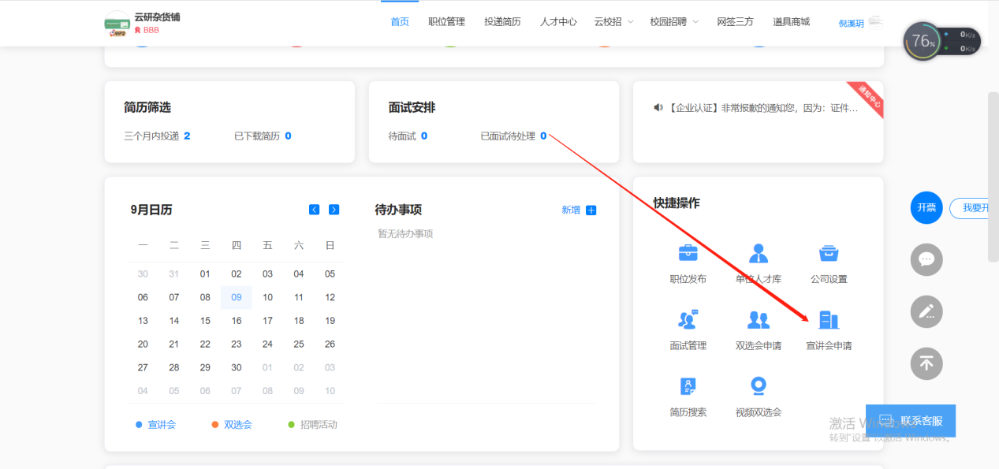 云研杂货铺
BBB
首页 职位管理 投递简历 人才中心 云校招 校园招聘 网签三方 道具商城 倪溪玥
76% 0K/s
0K/s
简历筛选
三个月内投递 2 已下载简历 0
面试安排
待面试 0 已面试待处理 0
通知中心
【企业认证】非常报歉的通知您，因为：证件...
9月日历
一 二 三 四 五 六 日
30 31 01 02 03 04 05
06 07 08 09 10 11 12
13 14 15 16 17 18 19
20 21 22 23 24 25 26
27 28 29 30 01 02 03
04 05 06 07 08 09 10
宣讲会 双选会 招聘活动
待办事项 新增
暂无待办事项
快捷操作
职位发布 单位人才库 公司设置
面试管理 双选会申请 宣讲会申请
简历搜索 视频双选会
开票 我要开
联系客服
激活 Windows
转到"设置"以激活 Windows。